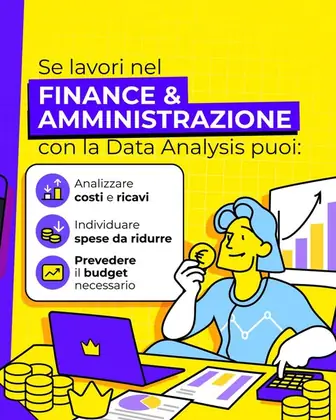 Se lavori nel
FINANCE &
AMMINISTRAZIONE
con la Data Analysis puoi:
Analizzare
costi e ricavi
Individuare
spese da ridurre
Prevedere
il budget
necessario